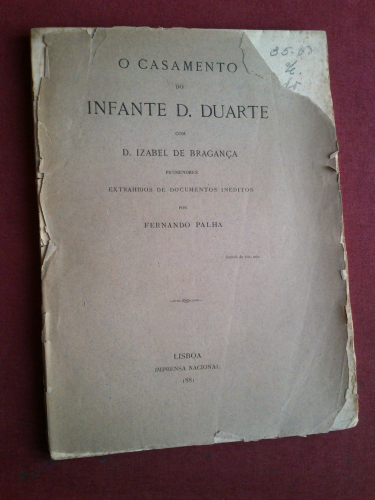 O CASAMENTO
DO
INFANTE D. DUARTE
COM
D. IZABEL DE BRAGANÇA
PORMENORES
EXTRAHIDOS DE DOCUMENTOS INEDITOS
POR
FERNANDO PALHA
LISBOA
IMPRENSA NACIONAL
1881